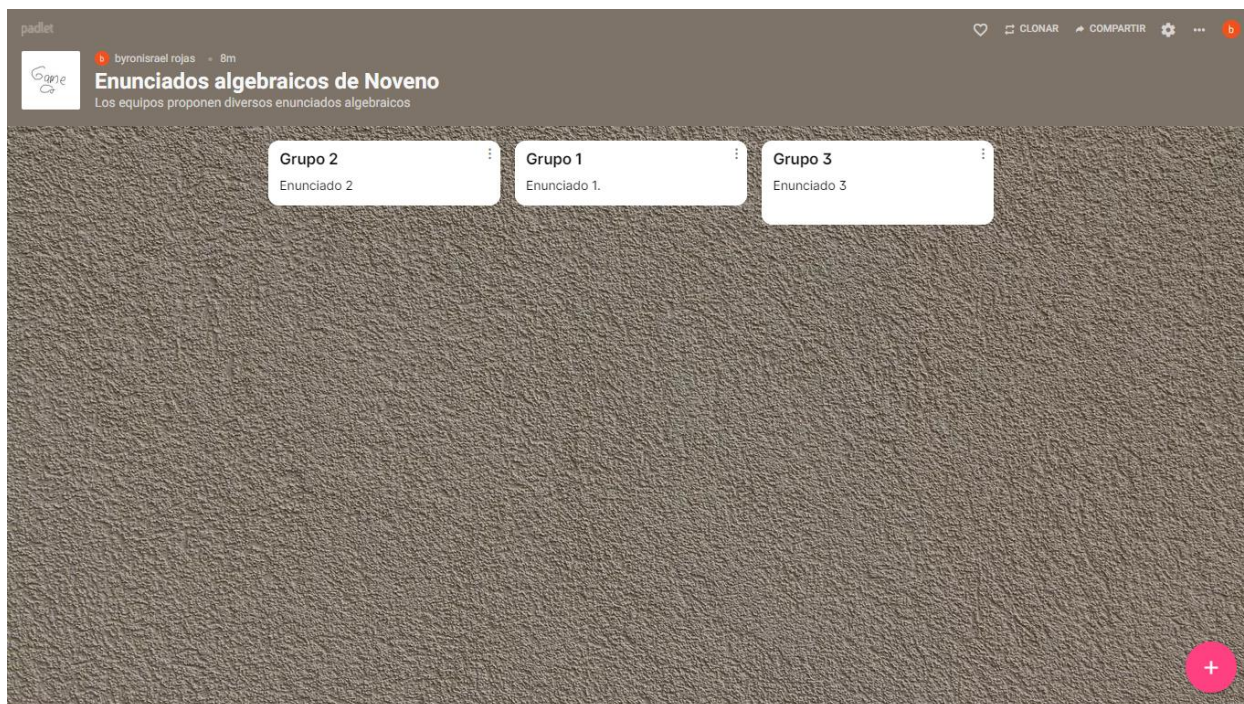 padlet
CLONAR
COMPARTIR
b
Game
b byronisrael rojas • 8m
Enunciados algebraicos de Noveno
Los equipos proponen diversos enunciados algebraicos
Grupo 2
Enunciado 2
Grupo 1
Enunciado 1.
Grupo 3
Enunciado 3